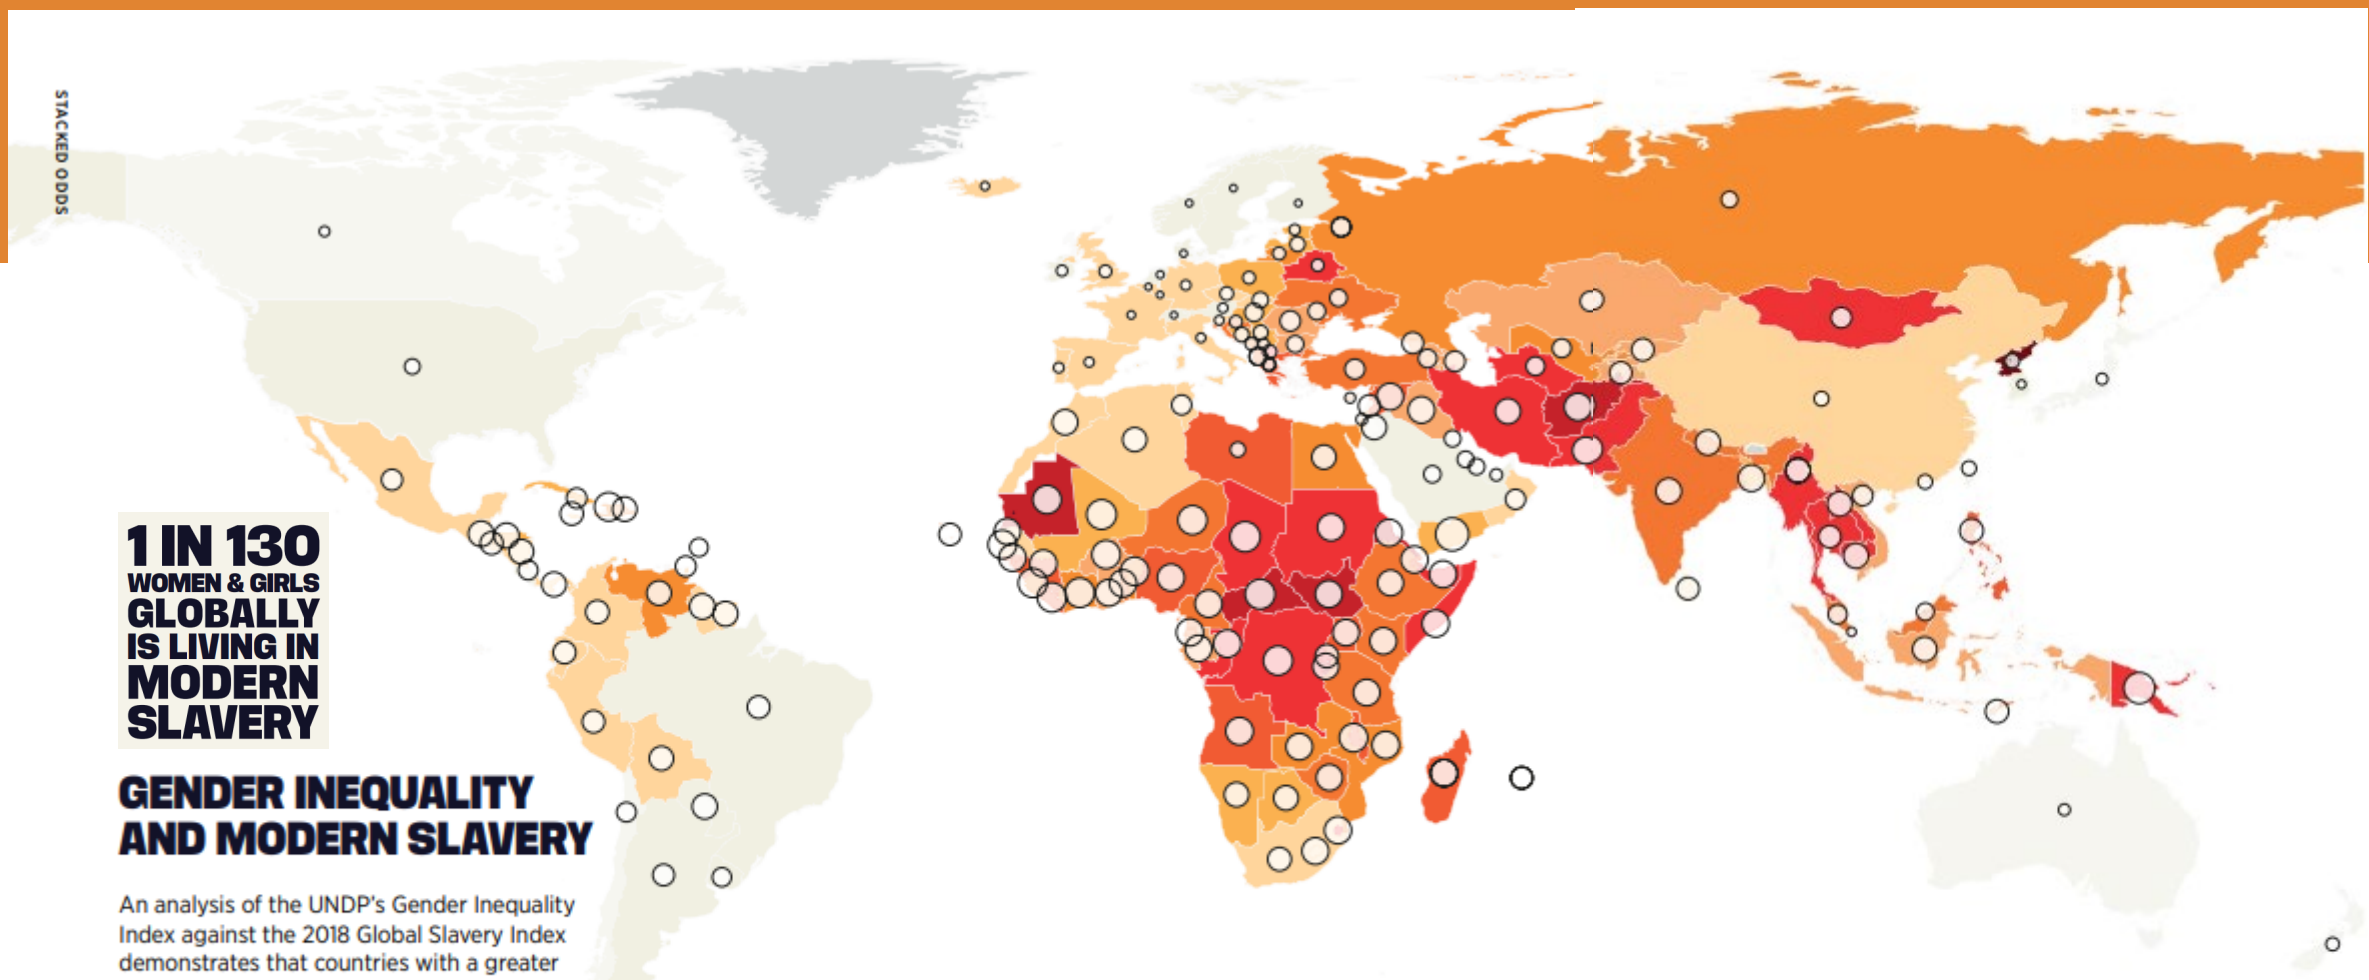 STACKED ODDS
1 IN 130
WOMEN & GIRLS
GLOBALLY
IS LIVING IN
MODERN
SLAVERY
GENDER INEQUALITY
AND MODERN SLAVERY
An analysis of the UNDP's Gender Inequality
Index against the 2018 Global Slavery Index
demonstrates that countries with a greater